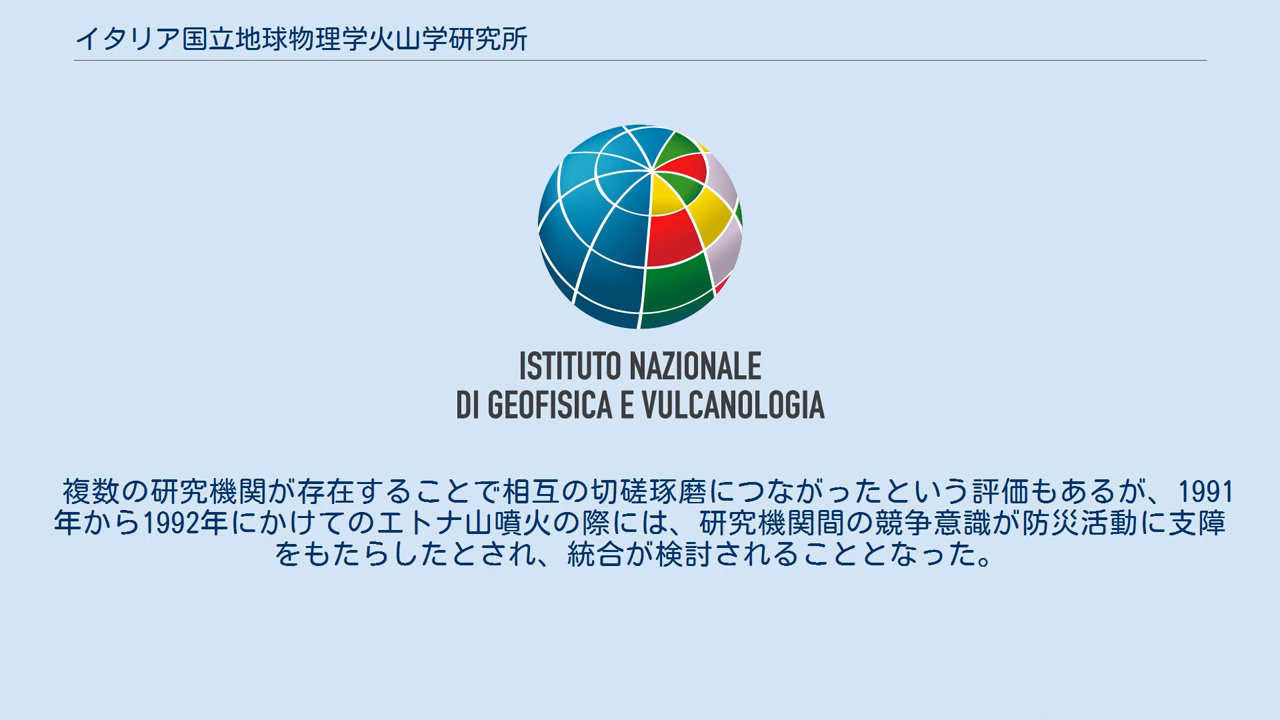 イタリア国立地球物理学火山学研究所
ISTITUTO NAZIONALE
DI GEOFISICA E VULCANOLOGIA
複数の研究機関が存在することで相互の切磋琢磨につながったという評価もあるが、1991
年から1992年にかけてのエトナ山噴火の際には、研究機関間の競争意識が防災活動に支障
をもたらしたとされ、統合が検討されることとなった。